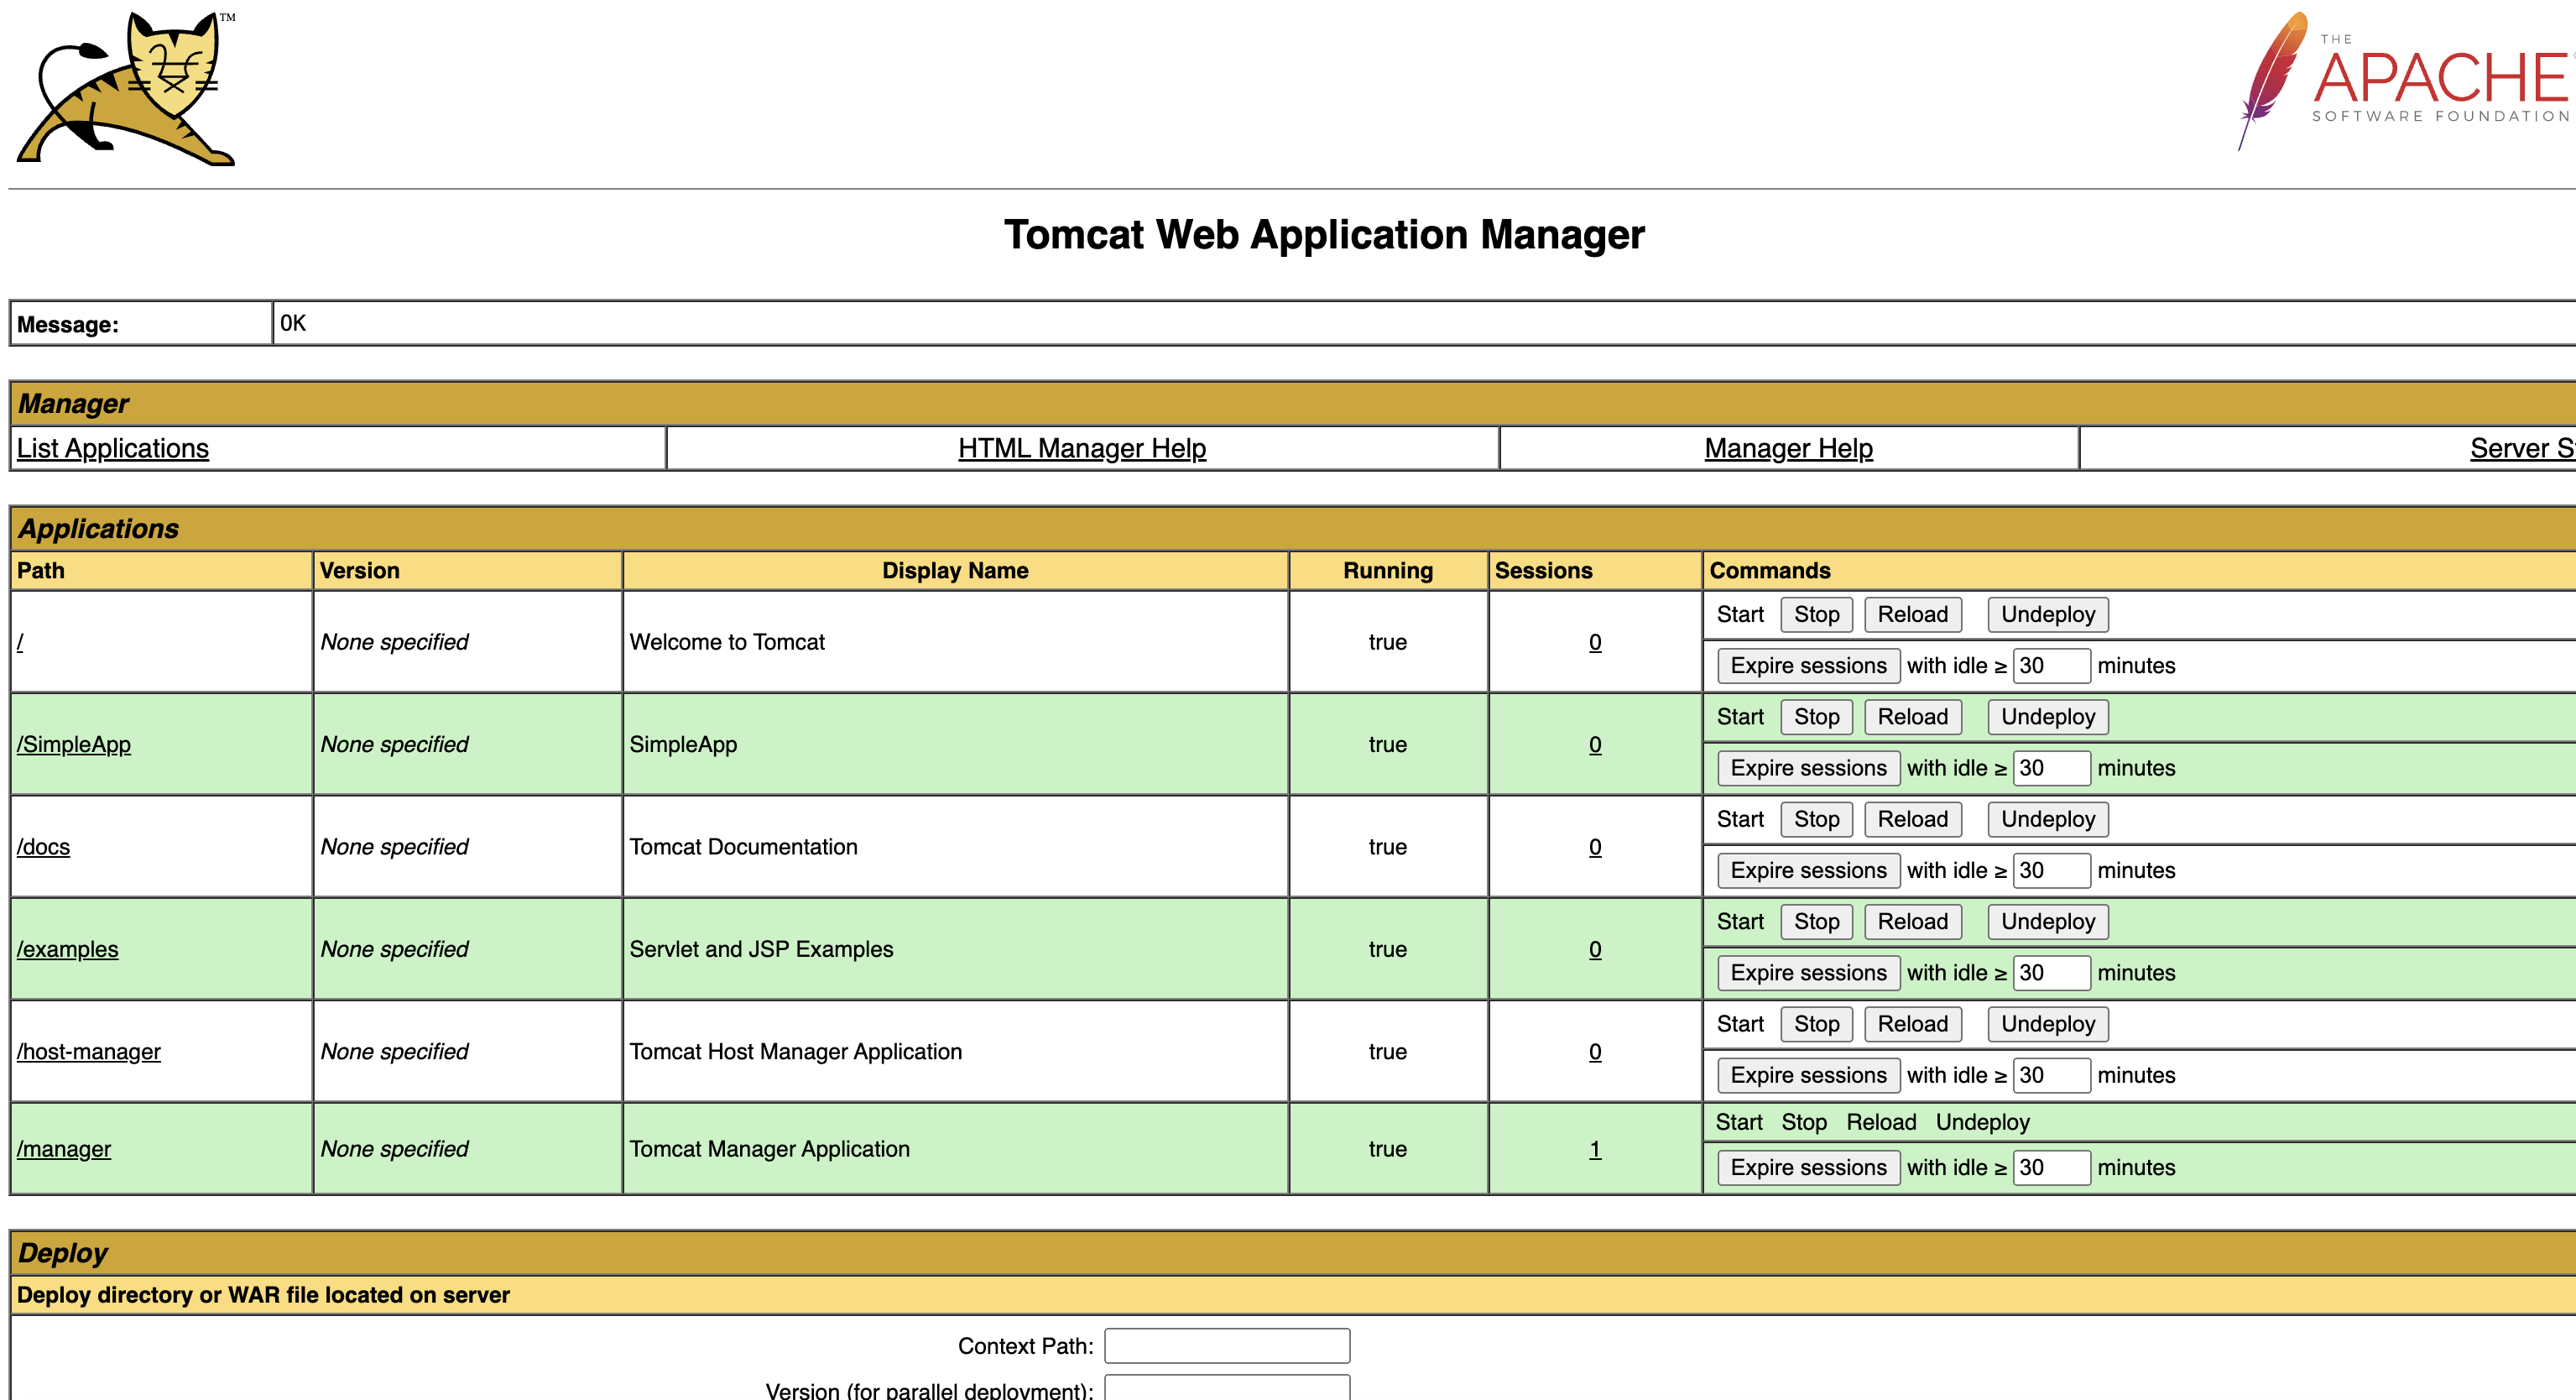 TM
THE
APACHE
SOFTWARE FOUNDATION
Tomcat Web Application Manager
Message: OK
Manager
List Applications HTML Manager Help Manager Help Server
Applications
Path Version Display Name Running Sessions Commands
/ None specified Welcome to Tomcat true 0 Start Stop Reload Undeploy
Expire sessions with idle ≥ 30 minutes
/SimpleApp None specified SimpleApp true 0 Start Stop Reload Undeploy
Expire sessions with idle ≥ 30 minutes
/docs None specified Tomcat Documentation true 0 Start Stop Reload Undeploy
Expire sessions with idle ≥ 30 minutes
/examples None specified Servlet and JSP Examples true 0 Start Stop Reload Undeploy
Expire sessions with idle ≥ 30 minutes
/host-manager None specified Tomcat Host Manager Application true 0 Start Stop Reload Undeploy
Expire sessions with idle ≥ 30 minutes
/manager None specified Tomcat Manager Application true 1 Start Stop Reload Undeploy
Expire sessions with idle ≥ 30 minutes
Deploy
Deploy directory or WAR file located on server
Context Path:
Version (for parallel deployment):